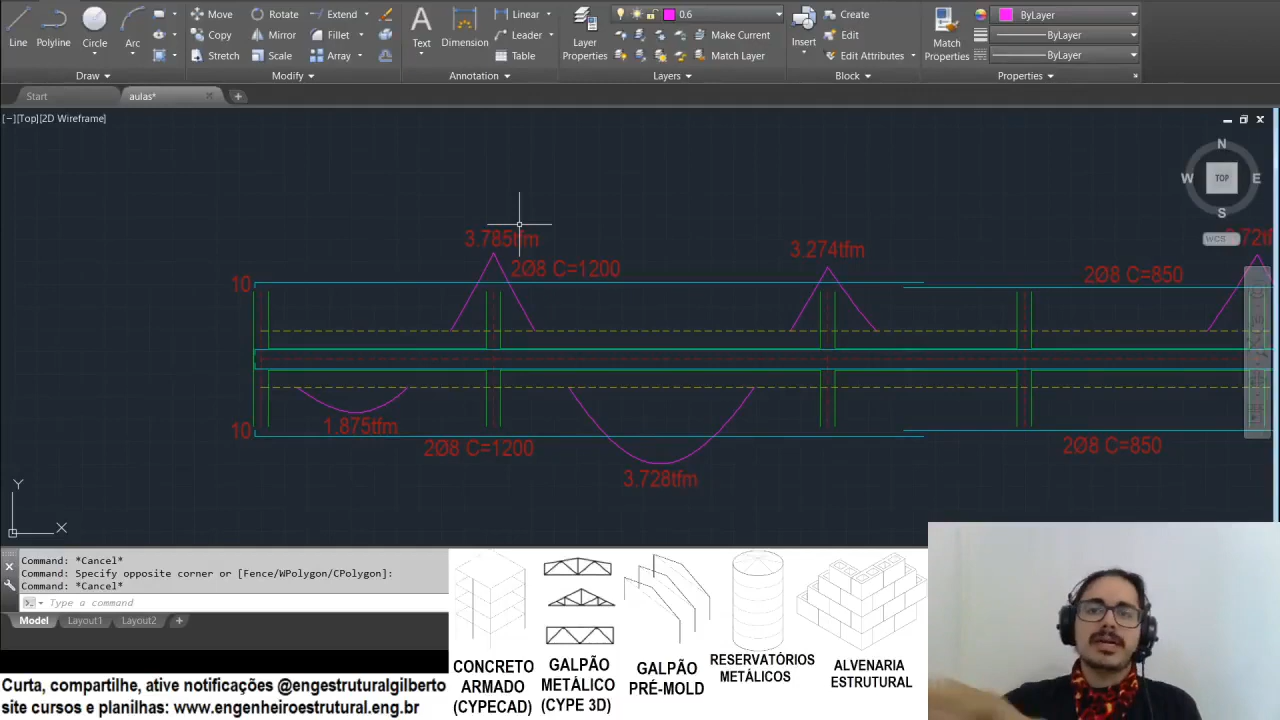 Line
Polyline
Circle
Arc
Move
Rotate
Extend
Copy
Mirror
Fillet
Stretch
Scale
Array
Text
Dimension
Linear
Leader
Table
Layer
Properties
0.6
Make Current
Match Layer
Insert
Create
Edit
Edit Attributes
Match
Properties
ByLayer
ByLayer
ByLayer
Draw
Modify
Annotation
Layers
Block
Properties
Start
aulas*
[−][Top][2D Wireframe]
N
W
TOP
E
S
WCS
3.785tfm
3.274tfm
2Ø8 C=1200
2Ø8 C=850
10
10
1.875tfm
2Ø8 C=1200
2Ø8 C=850
3.728tfm
Y
X
Command: *Cancel*
Command: Specify opposite corner or [Fence/WPolygon/CPolygon]:
Command: *Cancel*
Type a command
Model
Layout1
Layout2
CONCRETO
ARMADO
(CYPECAD)
GALPÃO
METÁLICO
(CYPE 3D)
GALPÃO
PRÉ-MOLD
RESERVATÓRIOS
METÁLICOS
ALVENARIA
ESTRUTURAL
Curta, compartilhe, ative notificações @engestruturalgilberto
site cursos e planilhas: www.engenheiroestrutural.eng.br